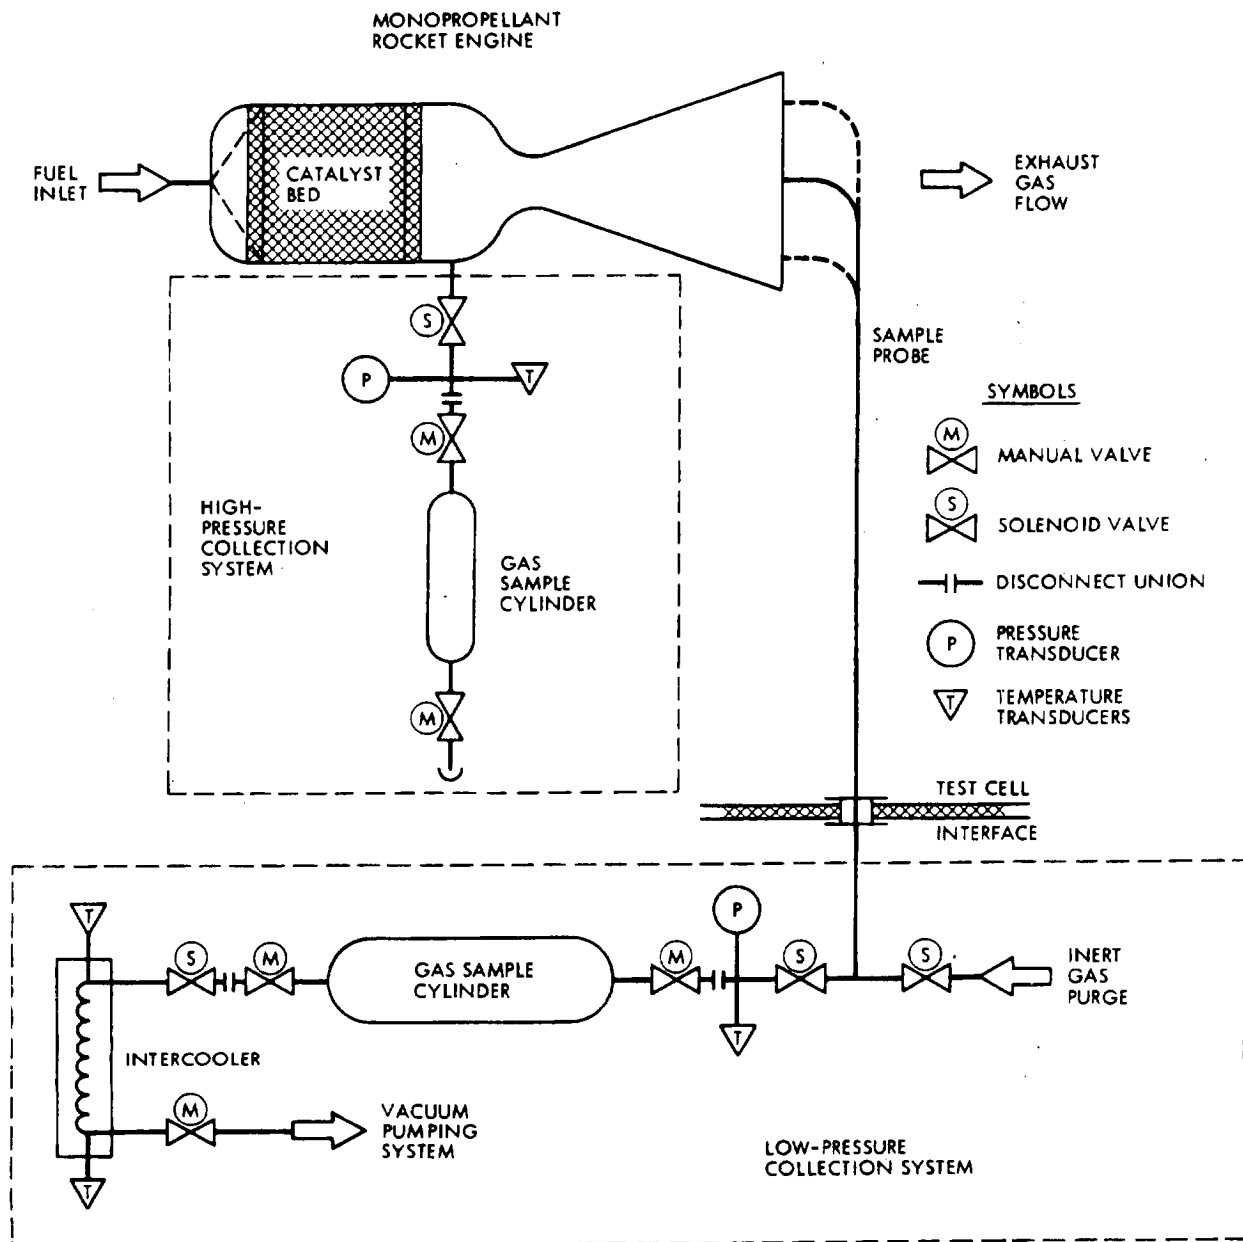 MONOPROPELLANT
ROCKET ENGINE
FUEL
INLET
CATALYST
BED
EXHAUST
GAS
FLOW
S
SAMPLE
PROBE
P
T
SYMBOLS
M
M
MANUAL VALVE
HIGH-
PRESSURE
COLLECTION
SYSTEM
S
SOLENOID VALVE
GAS
SAMPLE
CYLINDER
DISCONNECT UNION
P
PRESSURE
TRANSDUCER
M
T
TEMPERATURE
TRANSDUCERS
TEST CELL
INTERFACE
T
S
M
GAS SAMPLE
CYLINDER
M
P
S
S
INERT
GAS
PURGE
T
INTERCOOLER
M
VACUUM
PUMPING
SYSTEM
T
LOW-PRESSURE
COLLECTION SYSTEM